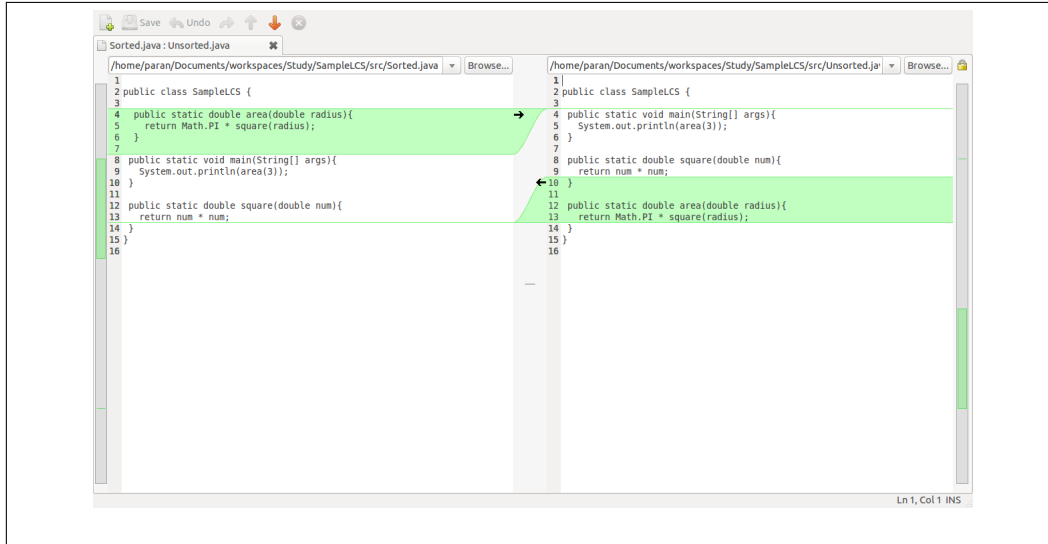 Save Undo
Sorted.java : Unsorted.java
/home/paran/Documents/workspaces/Study/SampleLCS/src/Sorted.java Browse...
1
2 public class SampleLCS {
3
4 public static double area(double radius){
5 return Math.PI * square(radius);
6 }
7
8 public static void main(String[] args){
9 System.out.println(area(3));
10 }
11
12 public static double square(double num){
13 return num * num;
14 }
15 }
16
/home/paran/Documents/workspaces/Study/SampleLCS/src/Unsorted.ja Browse...
1
2 public class SampleLCS {
3
4 public static void main(String[] args){
5 System.out.println(area(3));
6 }
7
8 public static double square(double num){
9 return num * num;
10 }
11
12 public static double area(double radius){
13 return Math.PI * square(radius);
14 }
15 }
16
Ln 1, Col 1 INS